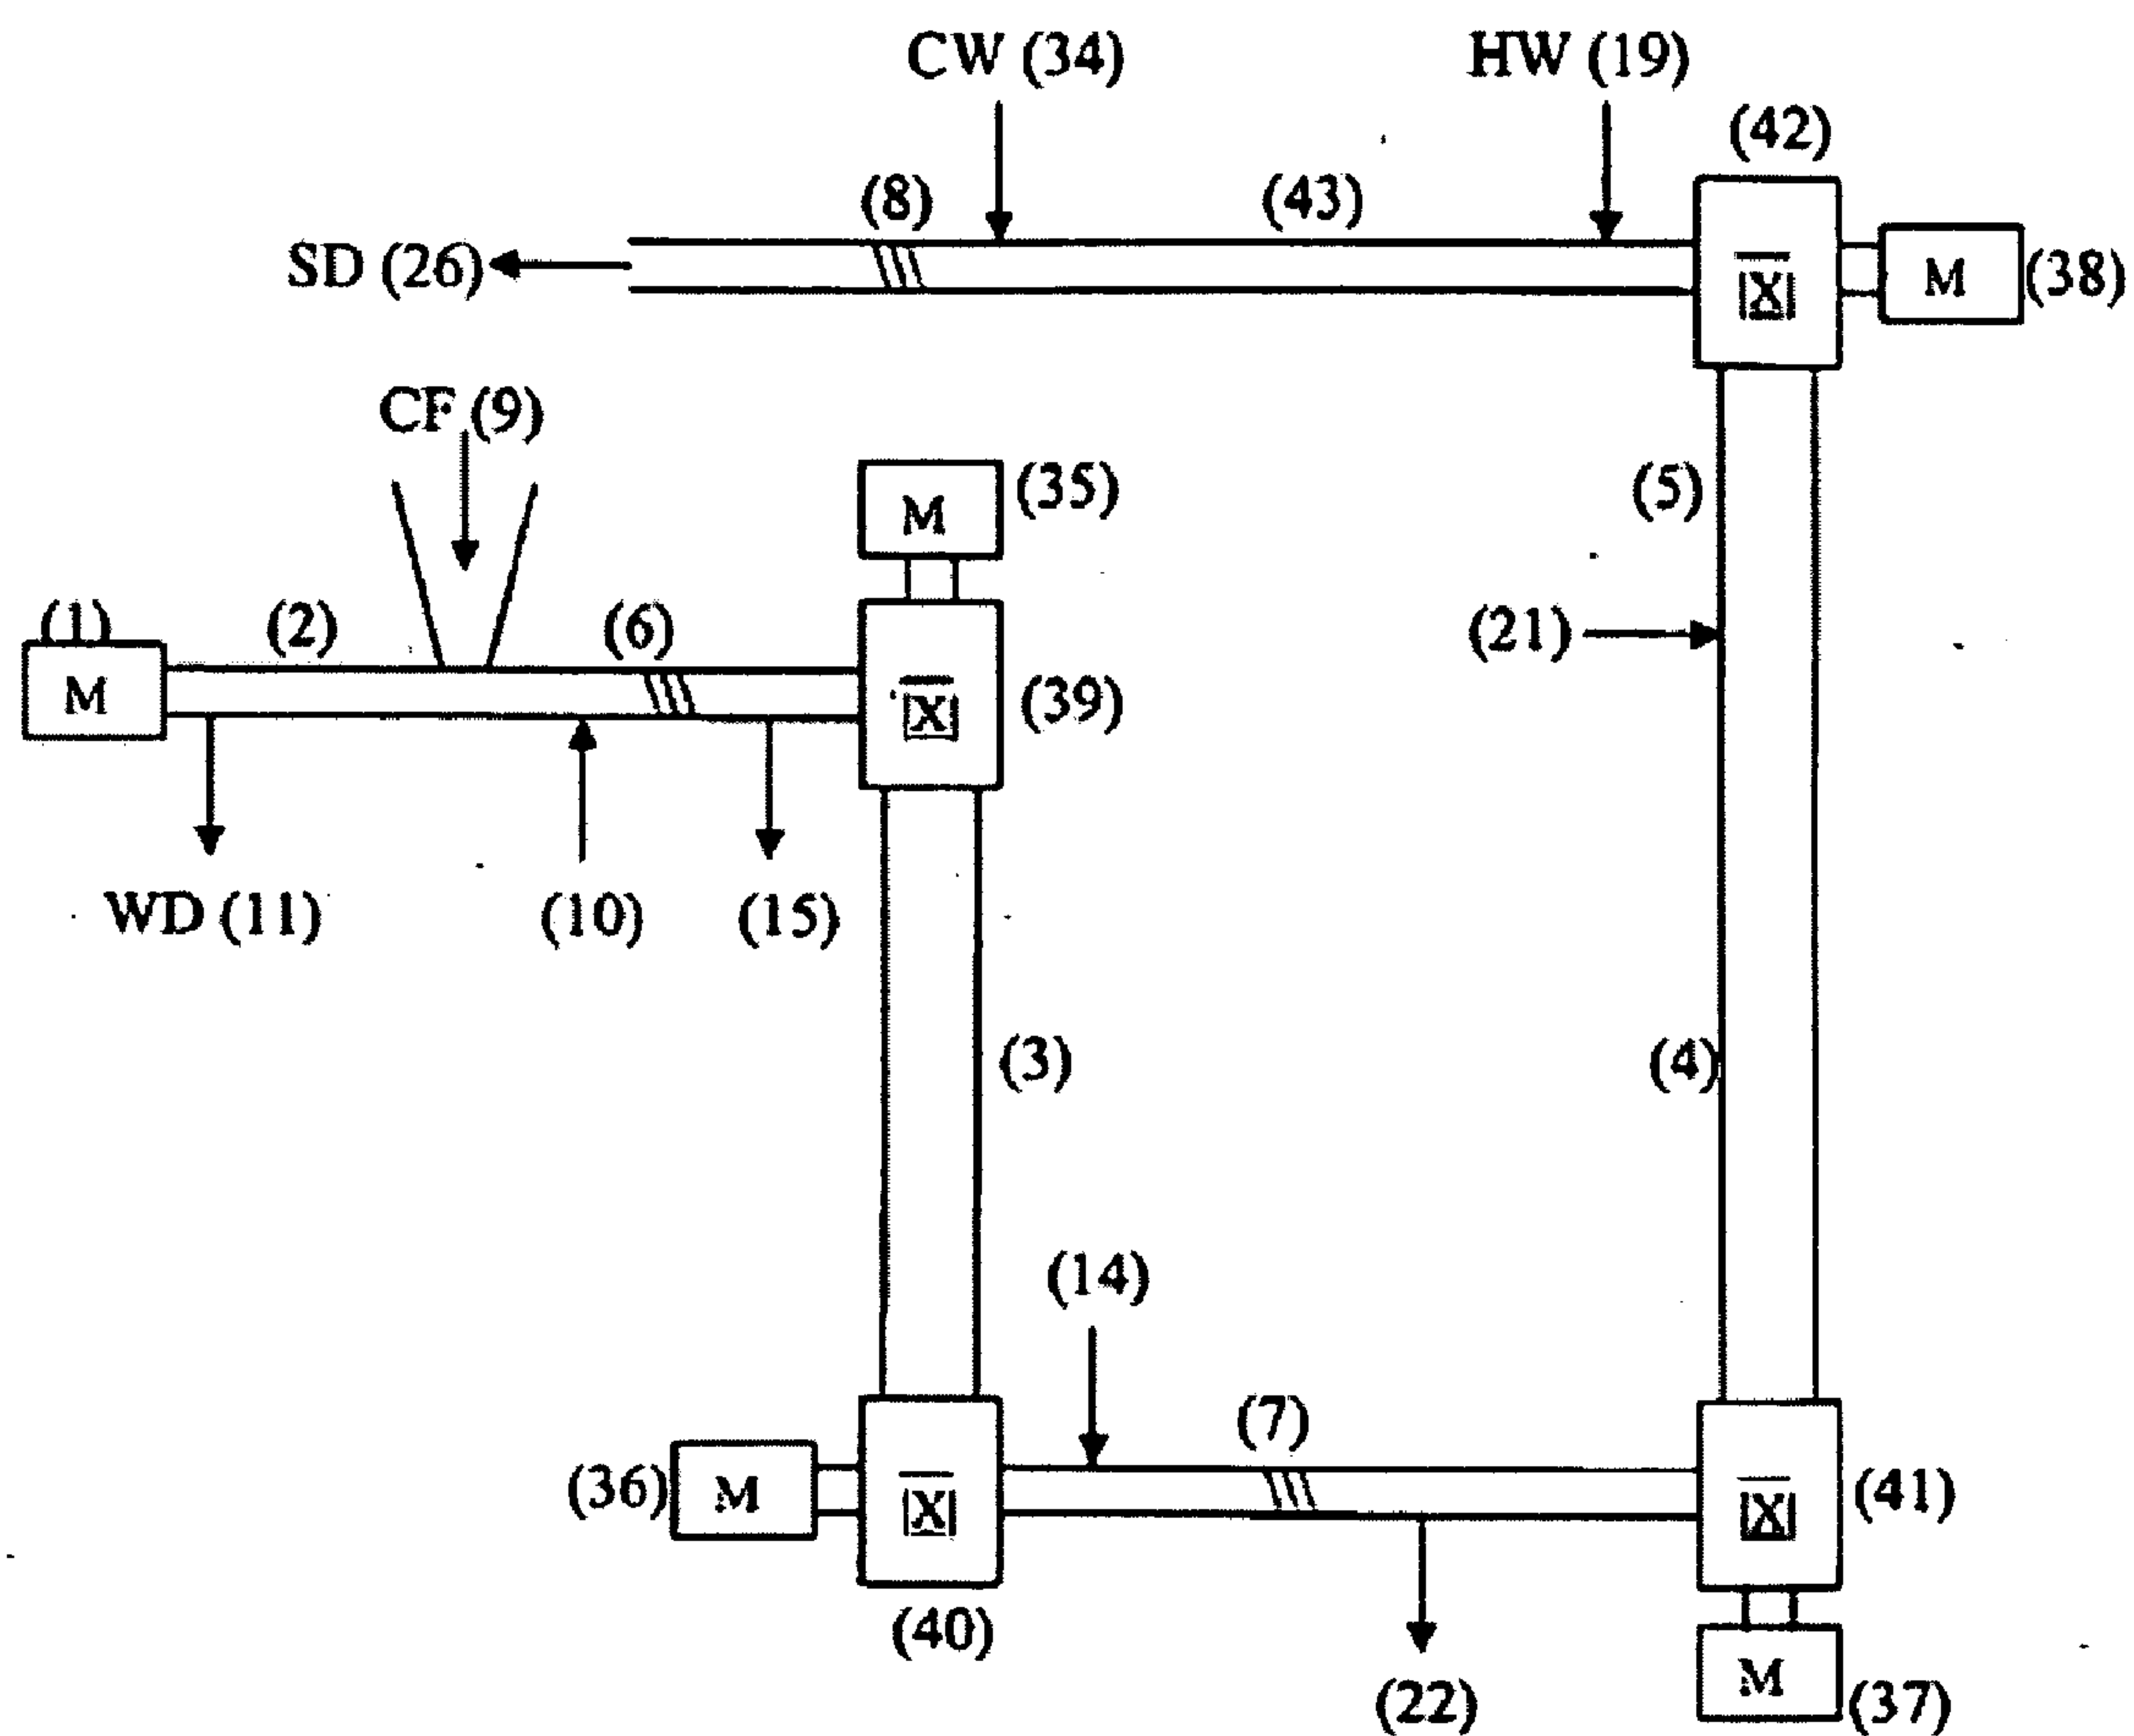 CW (34)
HW (19)
(42)
(8)
(43)
SD (26)
X
M
(38)
CF (9)
M
(35)
(5)
(1)
(2)
(6)
(21)
M
X
(39)
WD (11)
(10)
(15)
(3)
(4)
(14)
(7)
(36)
M
X
X
(41)
(40)
M
(22)
(37)